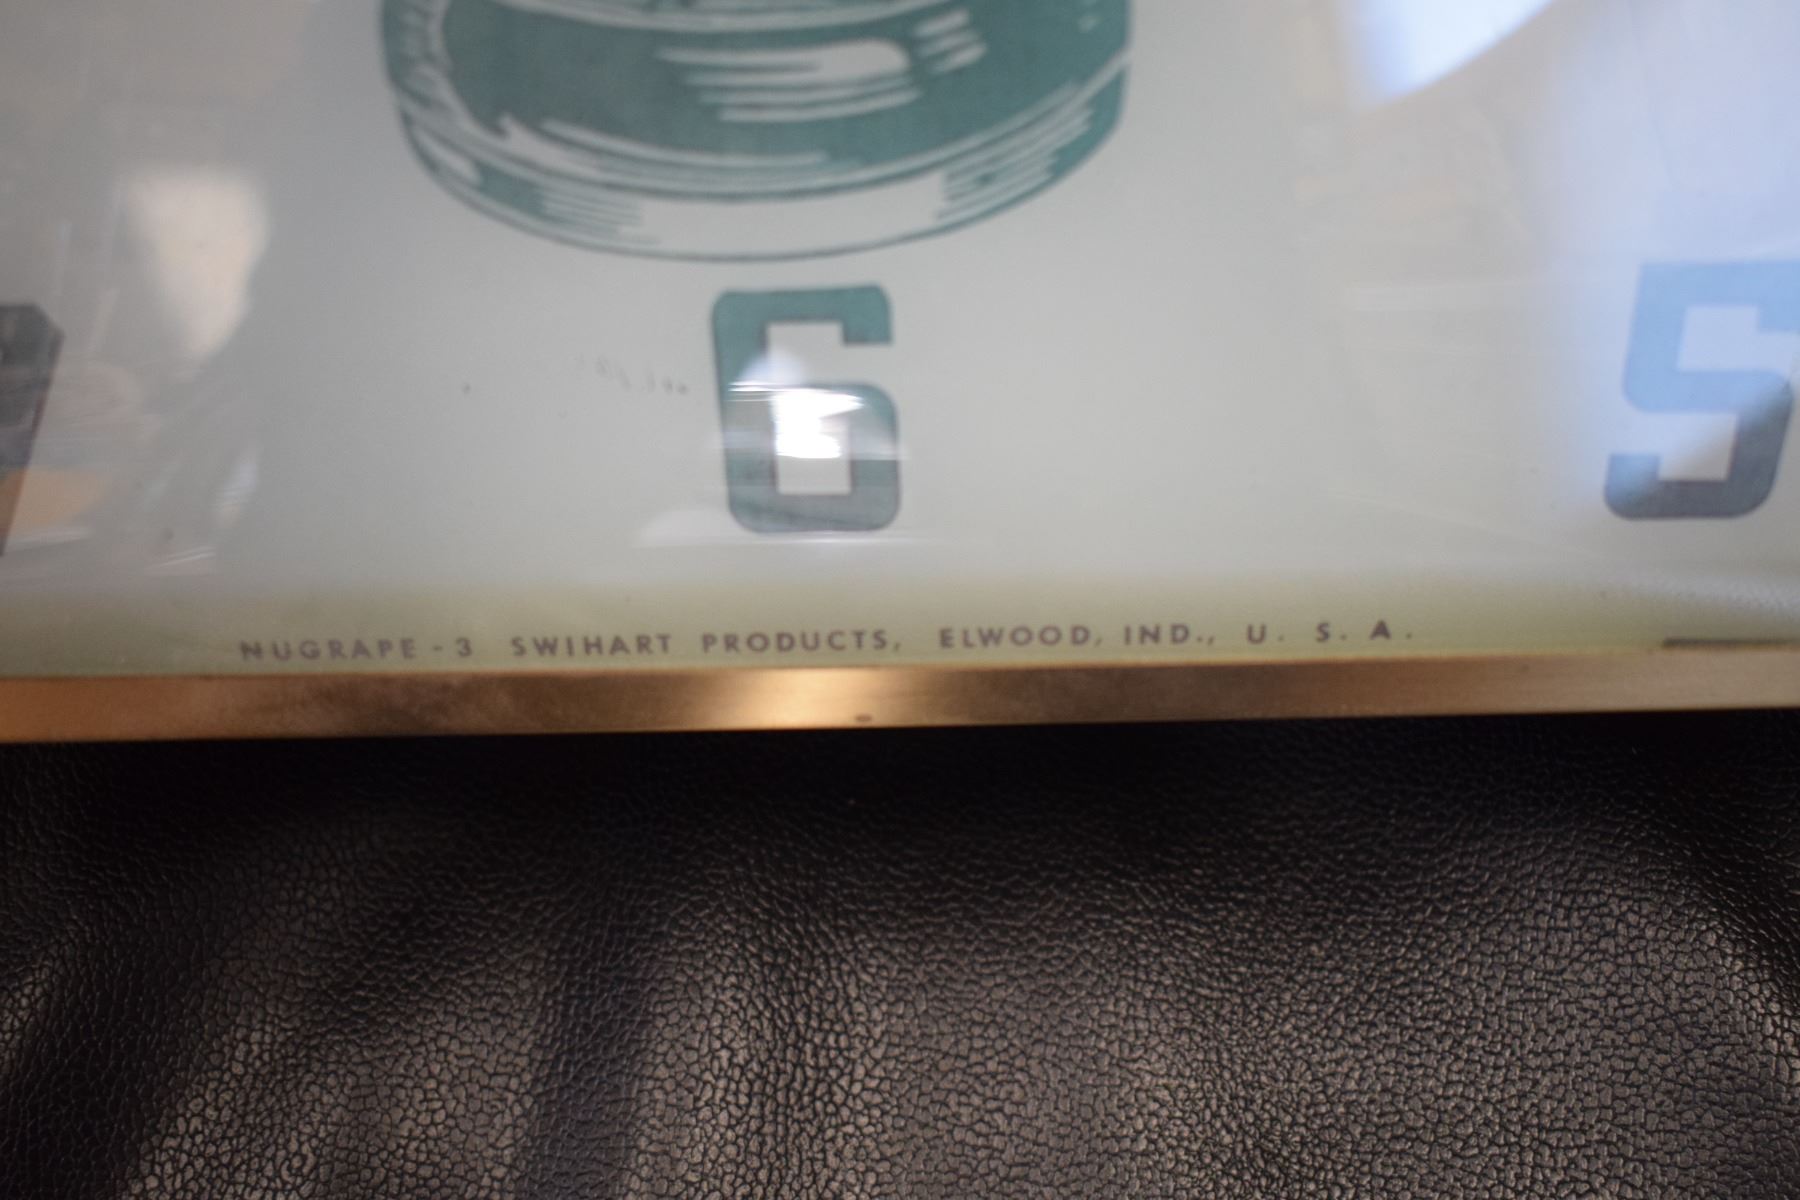 6
5
NUGRAPE - 3 SWIHART PRODUCTS, ELWOOD, IND., U. S. A.